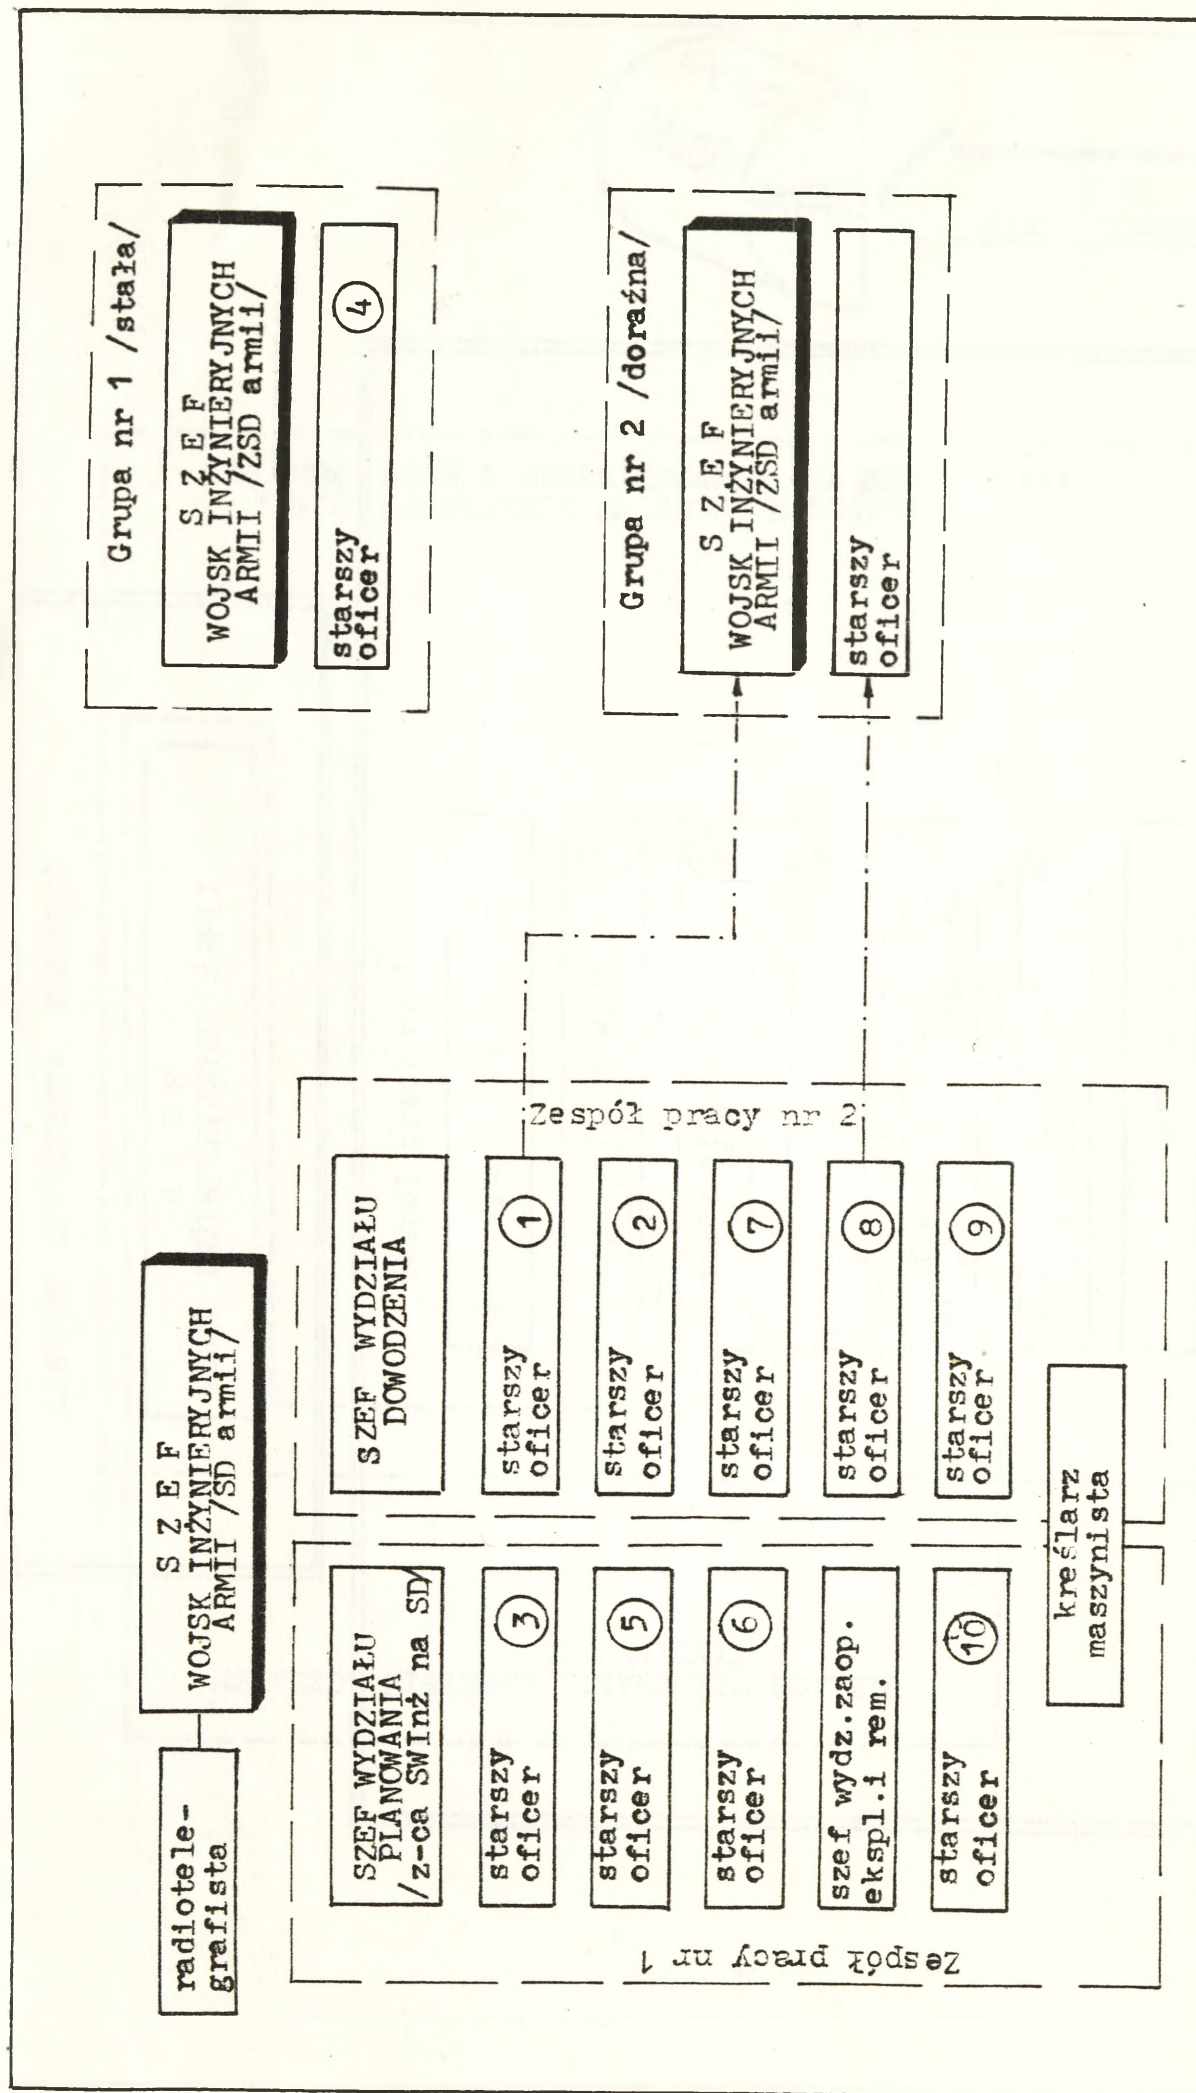 radiotele-
grafista
S Z E F
WOJSK INŻYNIERYJNYCH
ARMII /SD armii/
Zespół pracy nr 1
SZEF WYDZIAŁU
PLANOWANIA
/z-ca SWInż na SD/
starszy
oficer
3
starszy
oficer
5
starszy
oficer
6
szef wydz.zaop.
ekspl.i rem.
starszy
oficer
10
Zespół pracy nr 2
SZEF WYDZIAŁU
DOWODZENIA
starszy
oficer
1
starszy
oficer
2
starszy
oficer
7
starszy
oficer
8
starszy
oficer
9
kreślarz
maszynista
Grupa nr 1 /stała/
S Z E F
WOJSK INŻYNIERYJNYCH
ARMII /ZSD armii/
starszy
oficer
4
Grupa nr 2 /doraźna/
S Z E F
WOJSK INŻYNIERYJNYCH
ARMII /ZSD armii/
starszy
oficer